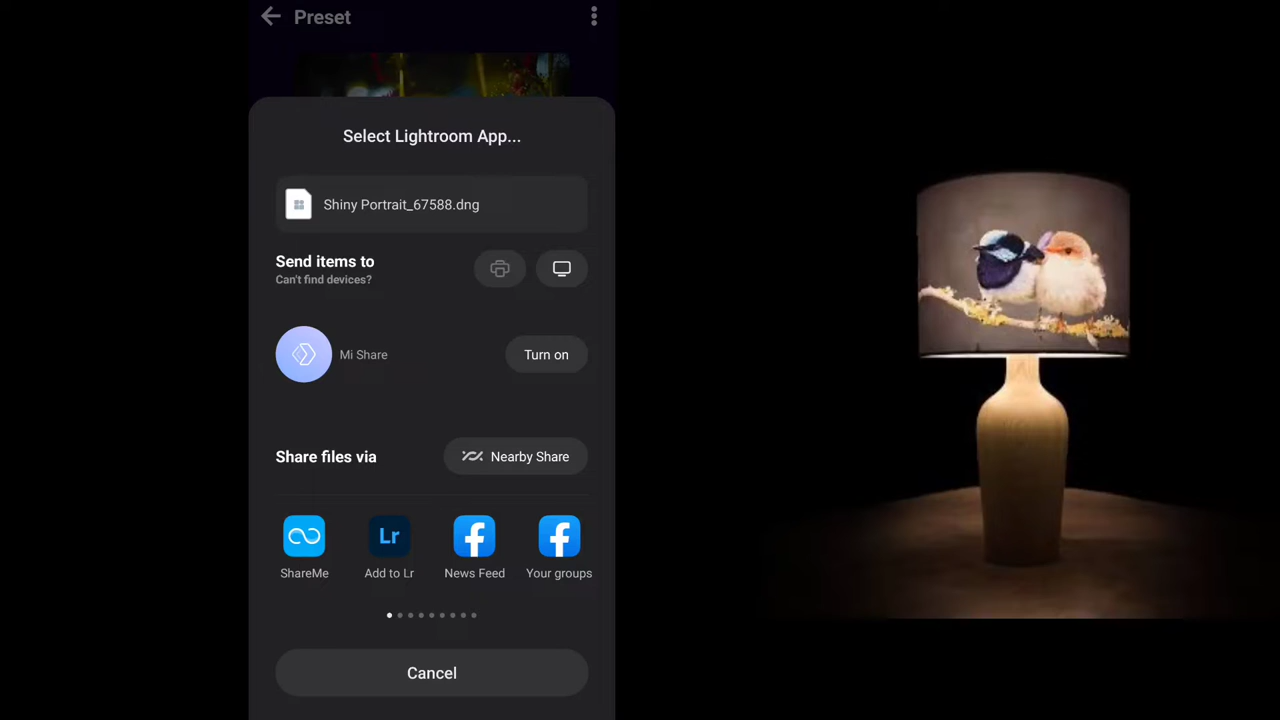 Preset
Select Lightroom App...
Shiny Portrait_67588.dng
Send items to
Can't find devices?
Mi Share
Turn on
Share files via
Nearby Share
Lr
ShareMe
Add to Lr
News Feed
Your groups
Cancel